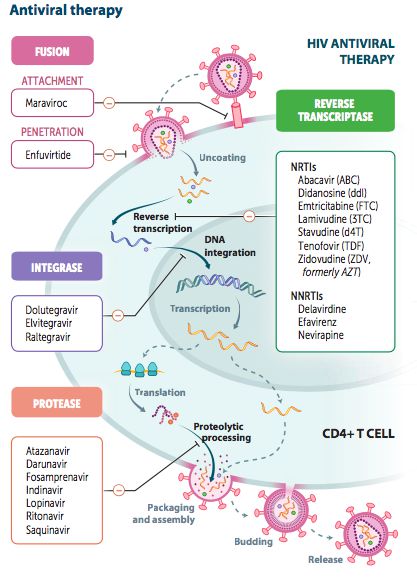 Antiviral therapy
HIV ANTIVIRAL
THERAPY
FUSION
ATTACHMENT
Maraviroc
PENETRATION
Enfuvirtide
REVERSE
TRANSCRIPTASE
NRTIs
Abacavir (ABC)
Didanosine (ddI)
Emtricitabine (FTC)
Lamivudine (3TC)
Stavudine (d4T)
Tenofovir (TDF)
Zidovudine (ZDV,
formerly AZT)
NNRTIs
Delavirdine
Efavirenz
Nevirapine
Uncoating
Reverse
transcription
DNA
integration
INTEGRASE
Dolutegravir
Elvitegravir
Raltegravir
Transcription
Translation
PROTEASE
Atazanavir
Darunavir
Fosamprenavir
Indinavir
Lopinavir
Ritonavir
Saquinavir
Proteolytic
processing
CD4+ T CELL
Packaging
and assembly
Budding
Release